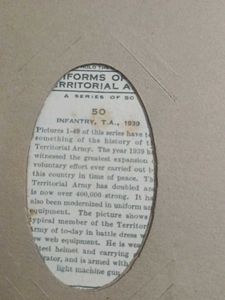 IFORMS O
ERRITORIAL A
A SERIES OF 50
50
INFANTRY, T.A., 1939
Pictures 1-49 of this series have t
something of the history of t
Territorial Army. The year 1939 h
witnessed the greatest expansion
voluntary effort ever carried out b
this country in time of peace. Th
Territorial Army has doubled an
is now over 400,000 strong. It ha
also been modernized in uniform an
equipment. The picture shows
typical member of the Territor
Army of to-day in battle dress w
w web equipment. He is wea
steel helmet and carrying
rator, and is armed with
light machine gun